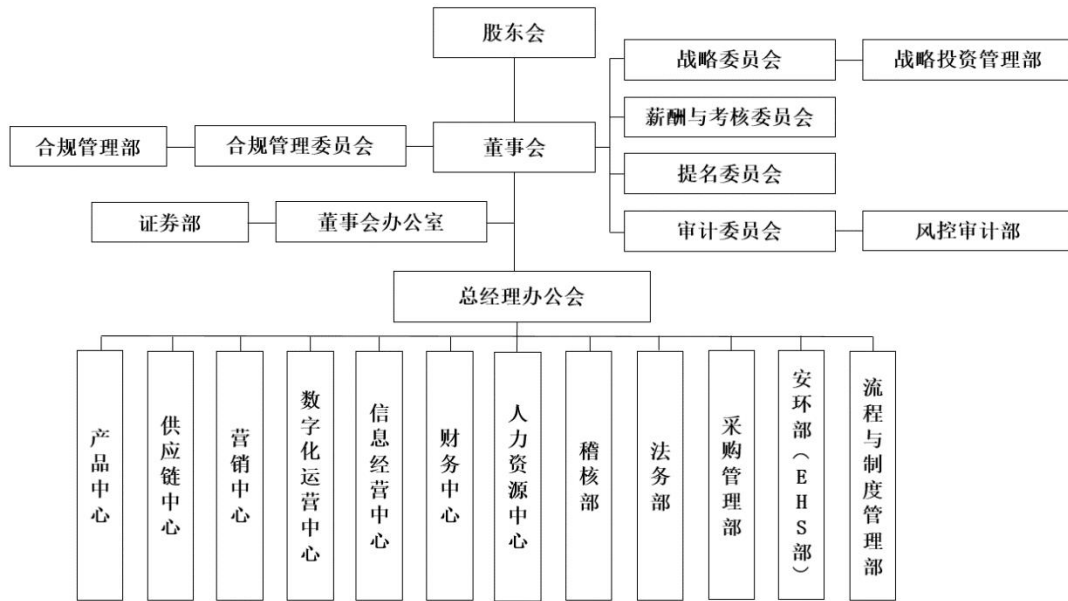 股东会
战略委员会
战略投资管理部
薪酬与考核委员会
合规管理部
合规管理委员会
董事会
提名委员会
证券部
董事会办公室
审计委员会
风控审计部
总经理办公会
产品中心
供应链中心
营销中心
数字化运营中心
信息经营中心
财务中心
人力资源中心
稽核部
法务部
采购管理部
安环部（EHS部）
流程与制度管理部